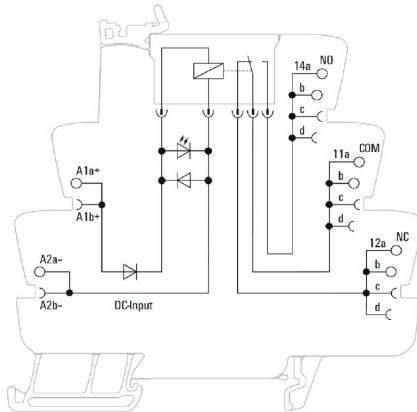 14a NO
b
c
d
11a COM
b
c
d
A1a+
A1b+
12a NC
b
c
d
A2a–
A2b–
DC-Input